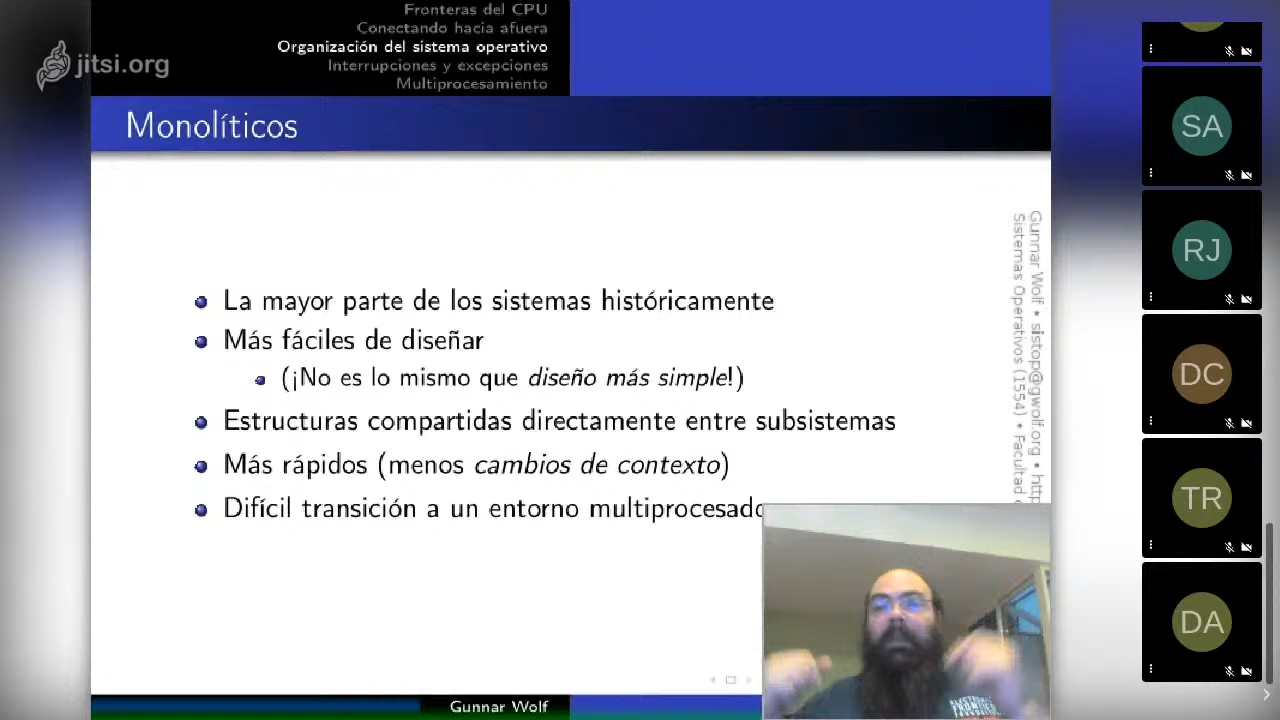 Fronteras del CPU
Conectando hacia afuera
Organización del sistema operativo
Interrupciones y excepciones
Multiprocesamiento
jitsi.org
Monolíticos
La mayor parte de los sistemas históricamente
Más fáciles de diseñar
(¡No es lo mismo que diseño más simple!)
Estructuras compartidas directamente entre subsistemas
Más rápidos (menos cambios de contexto)
Difícil transición a un entorno multiprocesado
Gunnar Wolf • sistop@gwolf.org • http
Sistemas Operativos (1554) • Facultad
Gunnar Wolf
ELECTRONIC
FRONTIER
SA
RJ
DC
TR
DA